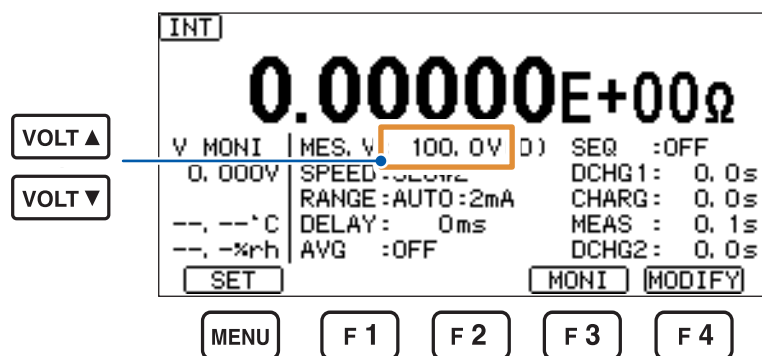 INT
0.00000E+00Ω
VOLT▲
VOLT▼
V MONI
0.000V
--.--°C
--.-%rh
MES.V: 100.0V D)
SPEED:SLOW2
RANGE:AUTO:2mA
DELAY: 0ms
AVG :OFF
SEQ :OFF
DCHG1: 0.0s
CHARG: 0.0s
MEAS : 0.1s
DCHG2: 0.0s
SET MONI MODIFY
MENU F1 F2 F3 F4